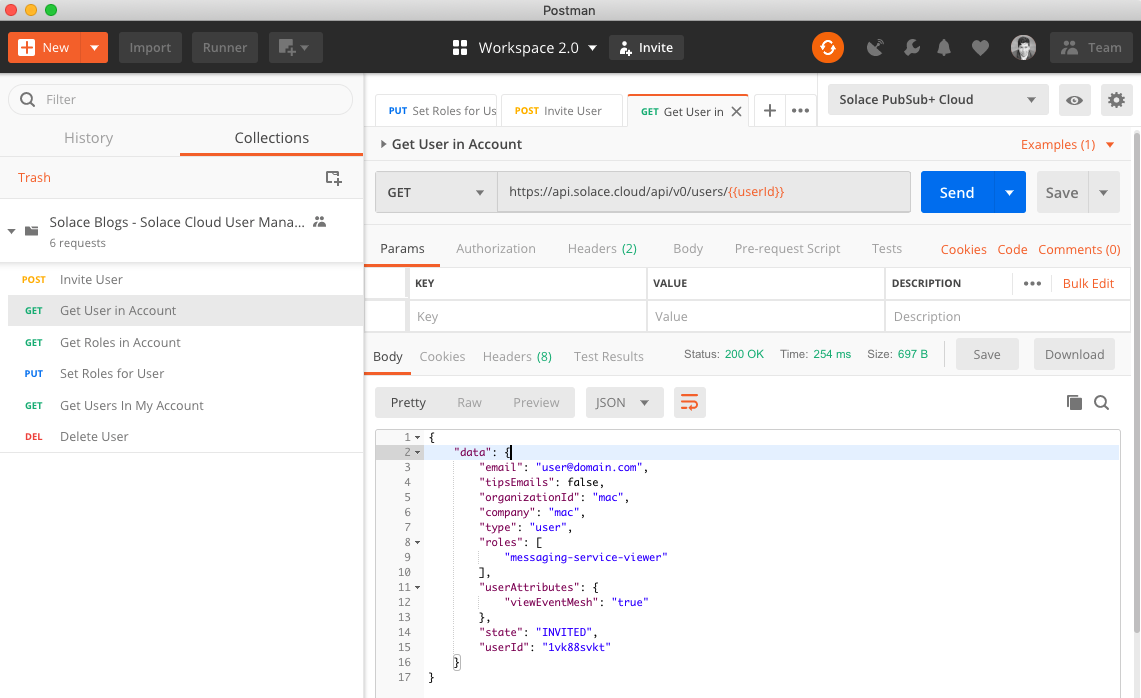 Postman
New
Import
Runner
Workspace 2.0
Invite
Team
Filter
History
Collections
Trash
Solace Blogs - Solace Cloud User Mana...
6 requests
POST Invite User
GET Get User in Account
GET Get Roles in Account
PUT Set Roles for User
GET Get Users In My Account
DEL Delete User
PUT Set Roles for Us
POST Invite User
GET Get User in
Solace PubSub+ Cloud
Get User in Account
Examples (1)
GET
https://api.solace.cloud/api/v0/users/{{userId}}
Send
Save
Params
Authorization
Headers (2)
Body
Pre-request Script
Tests
Cookies
Code
Comments (0)
KEY
VALUE
DESCRIPTION
Bulk Edit
Key
Value
Description
Body
Cookies
Headers (8)
Test Results
Status: 200 OK
Time: 254 ms
Size: 697 B
Save
Download
Pretty
Raw
Preview
JSON
1 {
2 "data": {
3 "email": "user@domain.com",
4 "tipsEmails": false,
5 "organizationId": "mac",
6 "company": "mac",
7 "type": "user",
8 "roles": [
9 "messaging-service-viewer"
10 ],
11 "userAttributes": {
12 "viewEventMesh": "true"
13 },
14 "state": "INVITED",
15 "userId": "1vk88svkt"
16 }
17 }